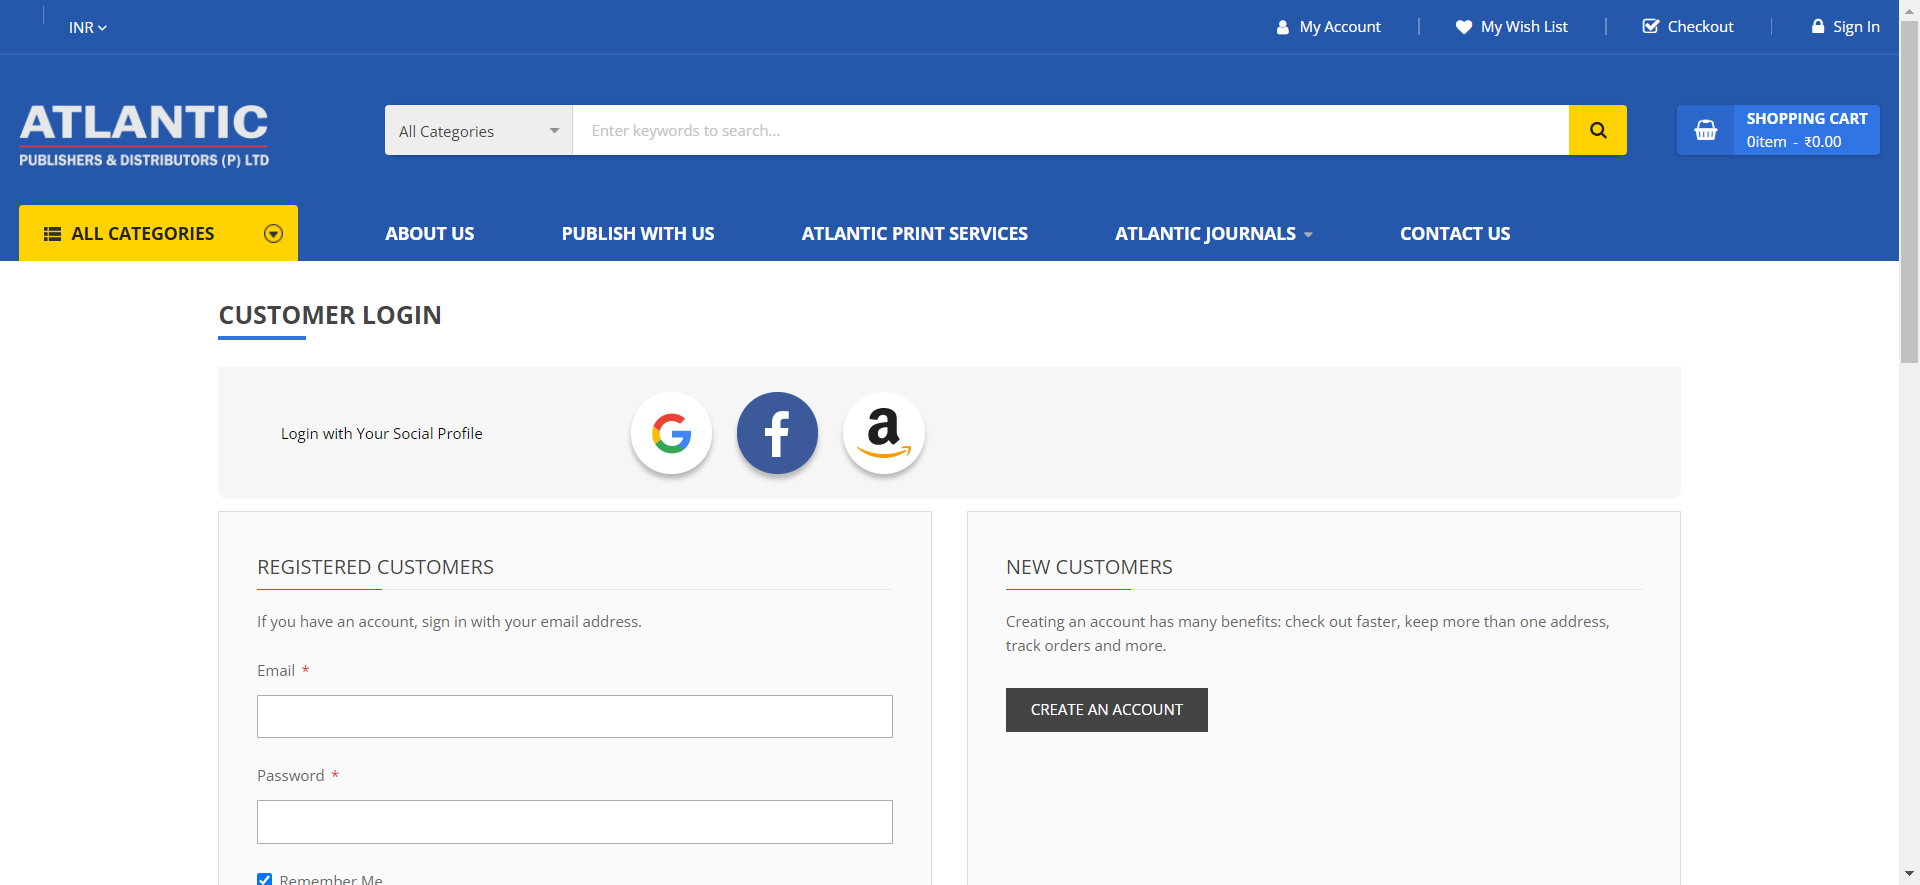 INR
My Account
My Wish List
Checkout
Sign In
ATLANTIC
PUBLISHERS & DISTRIBUTORS (P) LTD
All Categories
Enter keywords to search...
SHOPPING CART
0item - ₹0.00
ALL CATEGORIES
ABOUT US
PUBLISH WITH US
ATLANTIC PRINT SERVICES
ATLANTIC JOURNALS
CONTACT US
CUSTOMER LOGIN
Login with Your Social Profile
REGISTERED CUSTOMERS
If you have an account, sign in with your email address.
Email *
Password *
Remember Me
NEW CUSTOMERS
Creating an account has many benefits: check out faster, keep more than one address,
track orders and more.
CREATE AN ACCOUNT